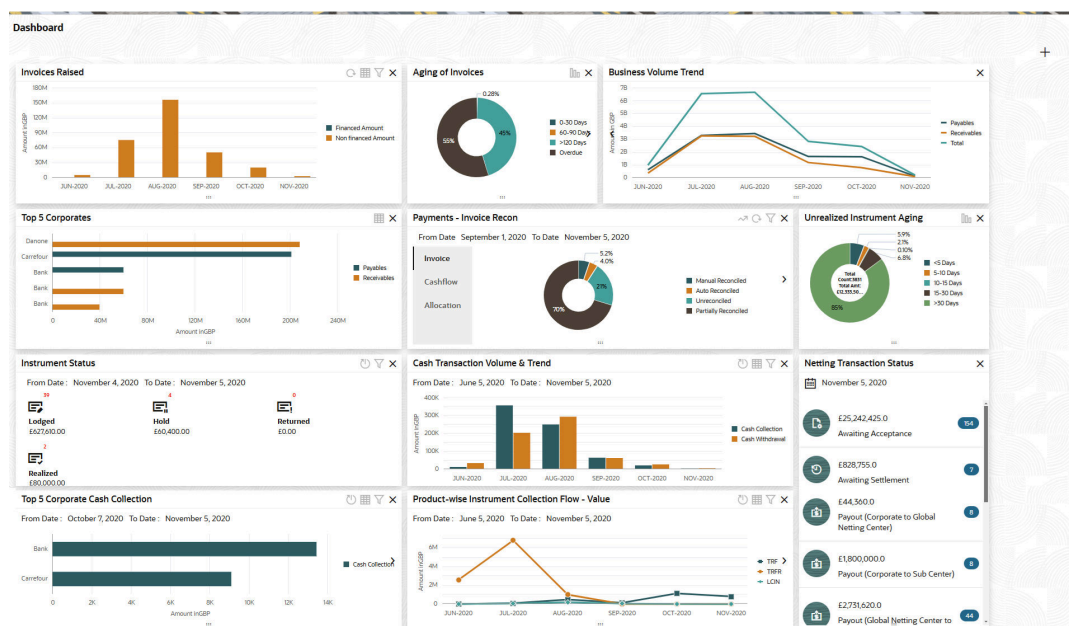 Dashboard
+
Invoices Raised
180M
150M
120M
90M
60M
30M
0
Amount InGBP
JUN-2020 JUL-2020 AUG-2020 SEP-2020 OCT-2020 NOV-2020
Financed Amount
Non financed Amount
Aging of Invoices
0.28%
45%
55%
0-30 Days
60-90 Days
>120 Days
Overdue
Business Volume Trend
7B
6B
5B
4B
3B
2B
1B
0
JUN-2020 JUL-2020 AUG-2020 SEP-2020 OCT-2020 NOV-2020
Payables
Receivables
Total
Top 5 Corporates
Danone
Carrefour
Bank
Bank
Bank
0 40M 80M 120M 160M 200M 240M
Amount InGBP
Payables
Receivables
Payments - Invoice Recon
From Date September 1, 2020 To Date November 5, 2020
Invoice
Cashflow
Allocation
5.2%
4.0%
21%
70%
Manual Reconciled
Auto Reconciled
Unreconciled
Partially Reconciled
Unrealized Instrument Aging
5.9%
2.1%
0.10%
6.8%
85%
Total
<5 Days
5-10 Days
10-15 Days
15-30 Days
>30 Days
Instrument Status
From Date : November 4, 2020 To Date : November 5, 2020
39
Lodged
£627,610.00
4
Hold
£60,400.00
0
Returned
£0.00
2
Realized
£80,000.00
Cash Transaction Volume & Trend
From Date : June 5, 2020 To Date : November 5, 2020
400K
300K
200K
100K
0
Amount InGBP
JUN-2020 JUL-2020 AUG-2020 SEP-2020 OCT-2020 NOV-2020
Cash Collection
Cash Withdrawal
Netting Transaction Status
November 5, 2020
£25,242,425.0
Awaiting Acceptance
154
£828,755.0
Awaiting Settlement
7
£44,360.0
Payout (Corporate to Global
Netting Center)
8
£1,800,000.0
Payout (Corporate to Sub Center)
8
£2,731,620.0
Payout (Global Netting Center to
44
Top 5 Corporate Cash Collection
From Date : October 7, 2020 To Date : November 5, 2020
Bank
Carrefour
0 2K 4K 6K 8K 10K 12K 14K
Amount InGBP
Cash Collection
Product-wise Instrument Collection Flow - Value
From Date : June 5, 2020 To Date : November 5, 2020
6M
4M
2M
0
Amount InGBP
JUN-2020 JUL-2020 AUG-2020 SEP-2020 OCT-2020 NOV-2020
TRF
TRFR
LCIN